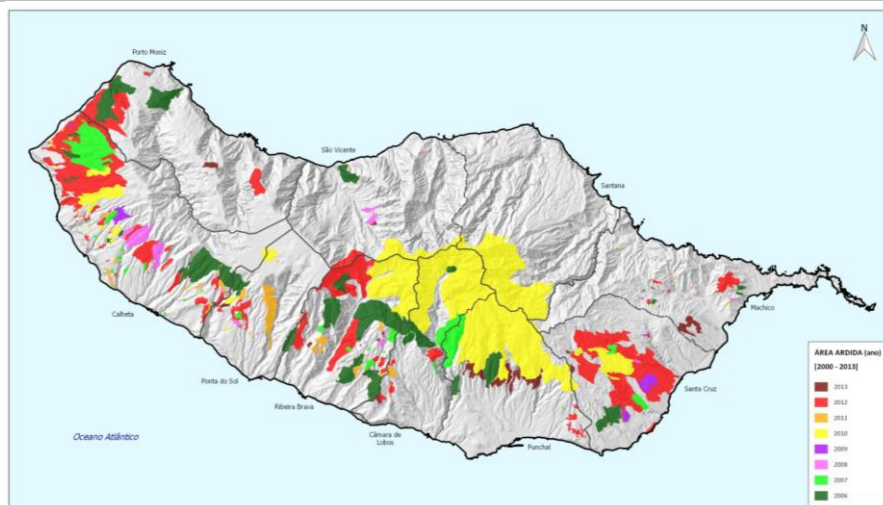 N
Porto Moniz
São Vicente
Santana
Machico
Calheta
Ponta do Sol
Santa Cruz
Ribeira Brava
Câmara de
Lobos
Funchal
Oceano Atlântico
ÁREA ARDIDA (ano)
[2000 - 2013]
2013
2012
2011
2010
2009
2008
2007
2006